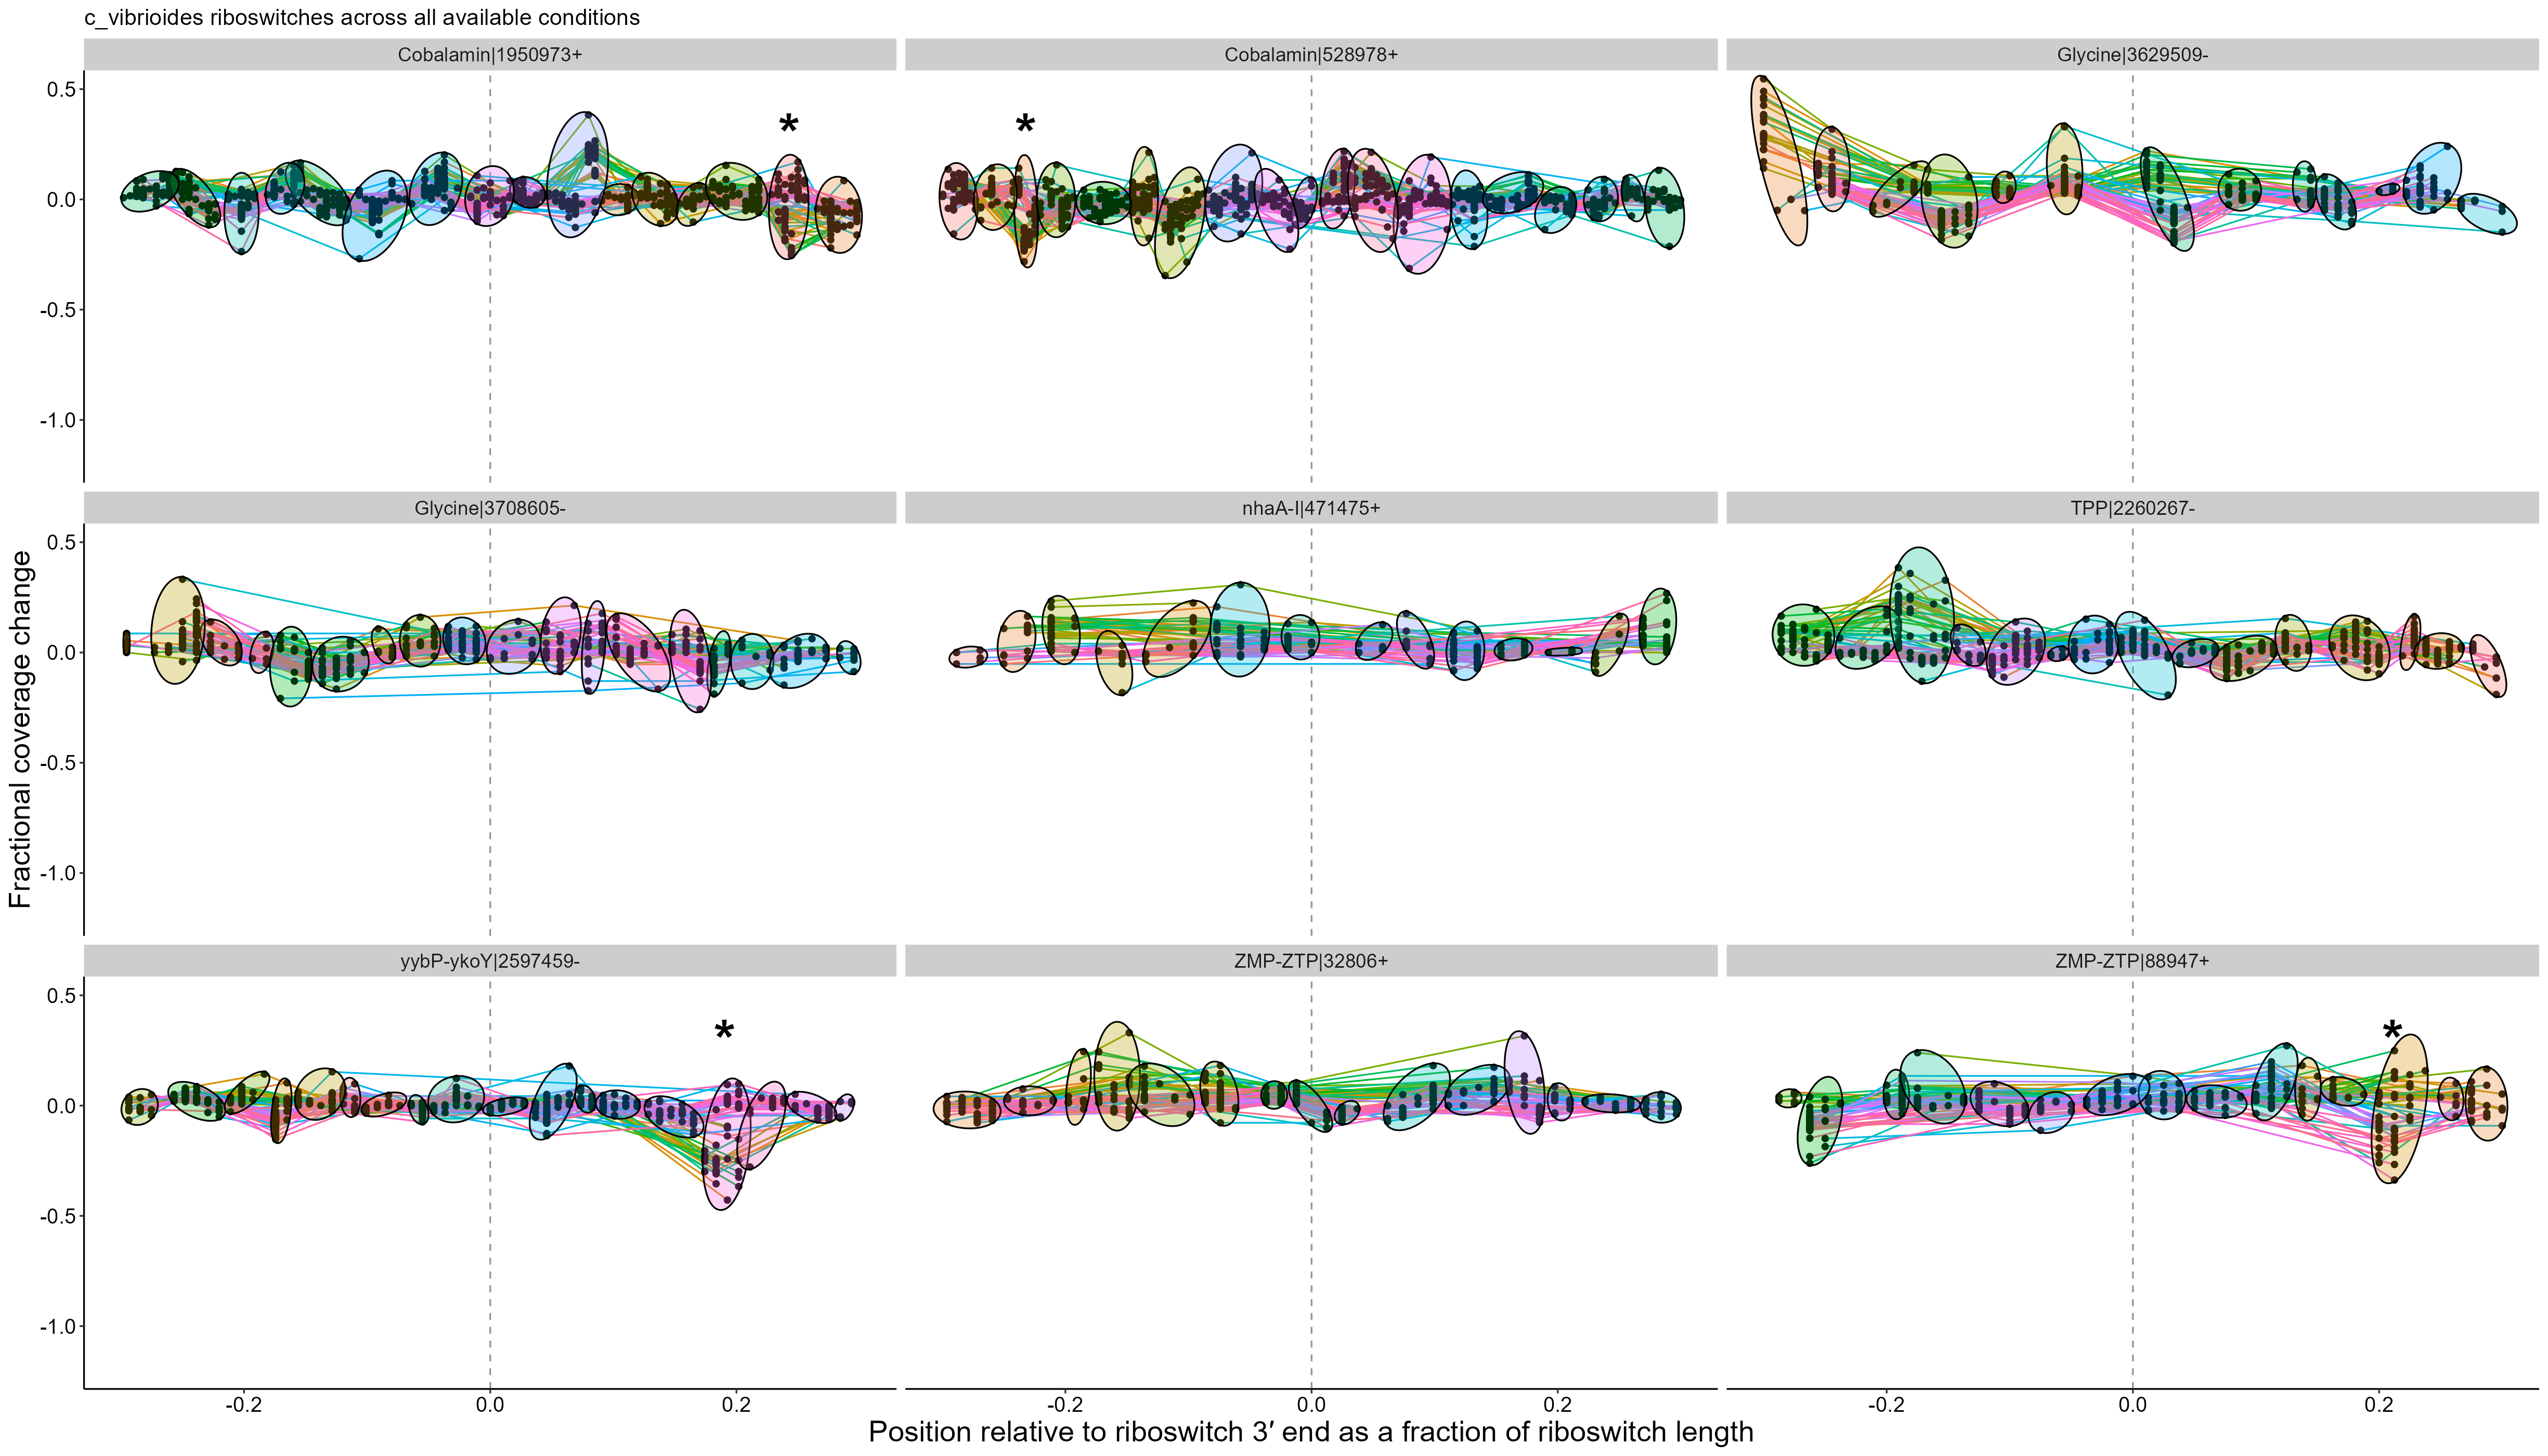 c_vibrioides riboswitches across all available conditions
Cobalamin|1950973+
Cobalamin|528978+
Glycine|3629509-
0.5
0.0
-0.5
-1.0
*
*
Glycine|3708605-
nhaA-I|471475+
TPP|2260267-
0.5
0.0
-0.5
-1.0
Fractional coverage change
yybP-ykoY|2597459-
ZMP-ZTP|32806+
ZMP-ZTP|88947+
0.5
0.0
-0.5
-1.0
*
*
-0.2 0.0 0.2
-0.2 0.0 0.2
-0.2 0.0 0.2
Position relative to riboswitch 3′ end as a fraction of riboswitch length